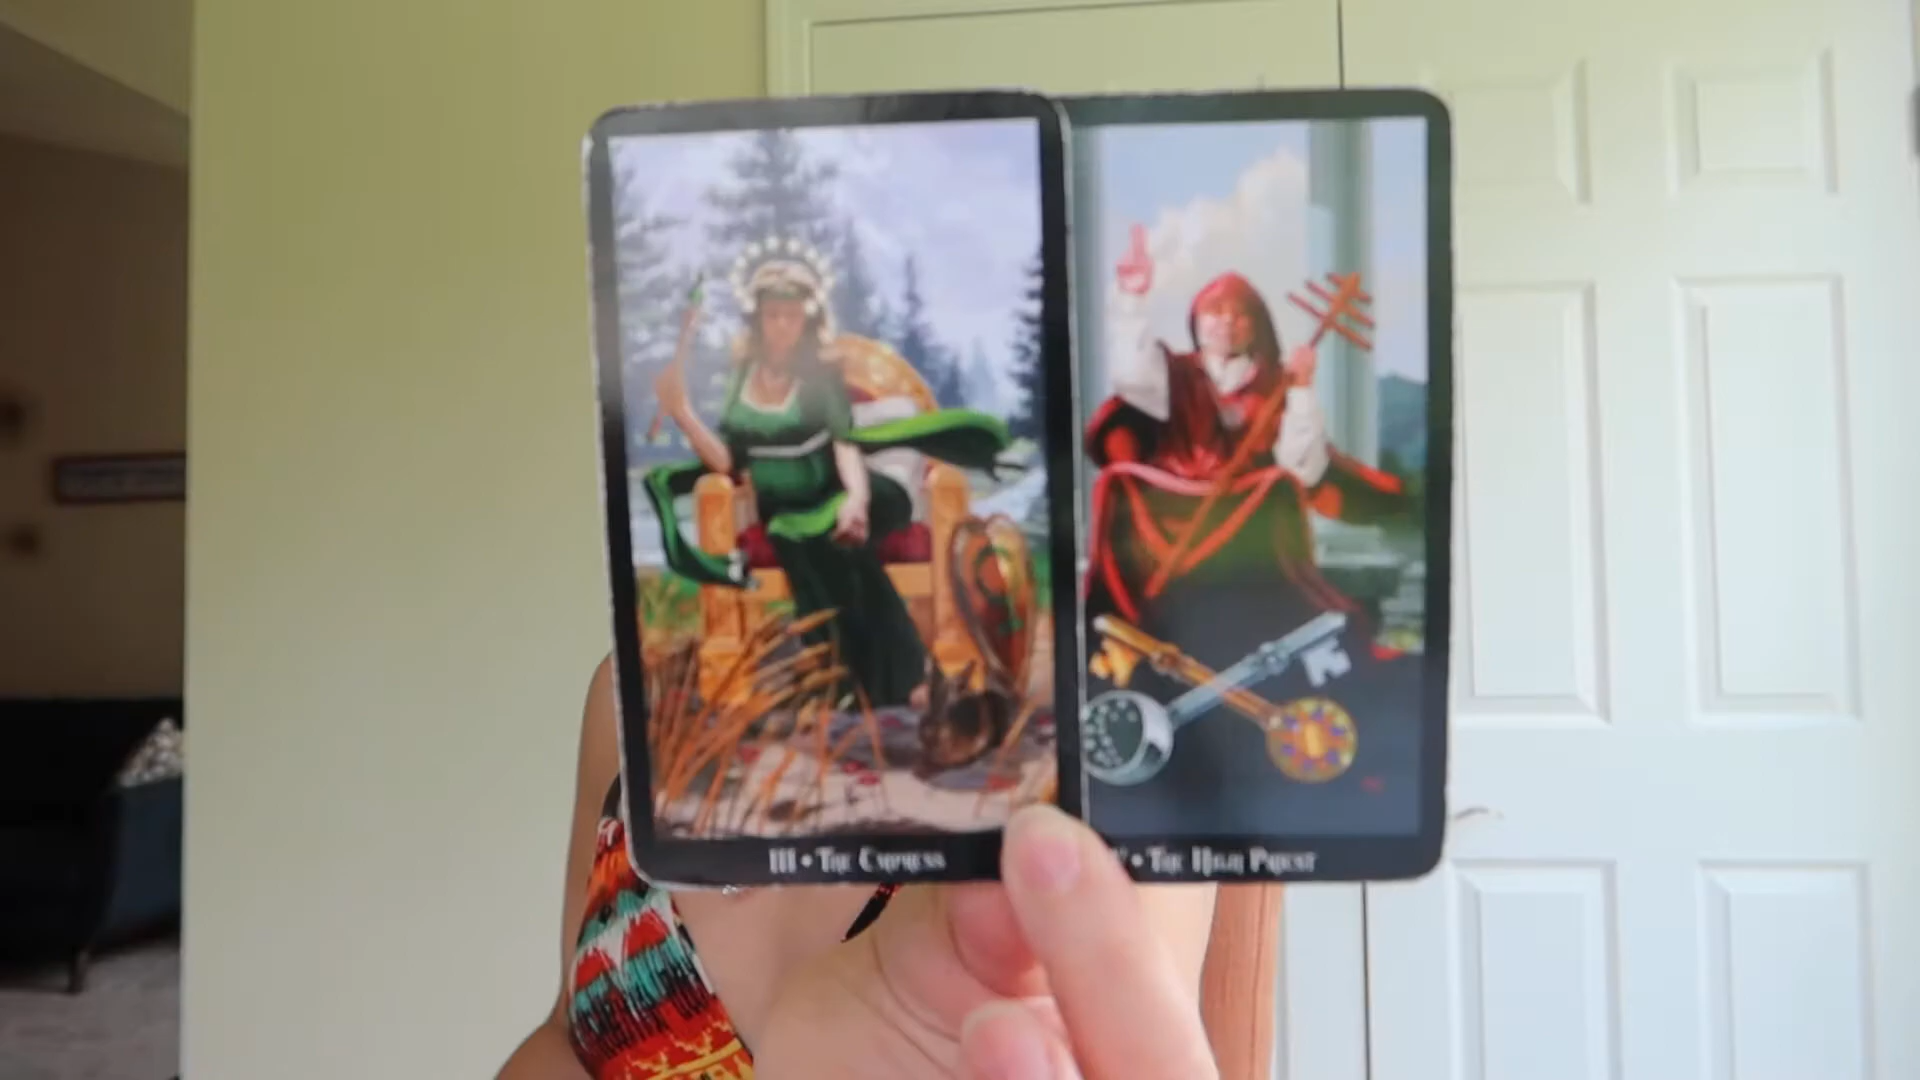 III • The Empress
V • The High Priest